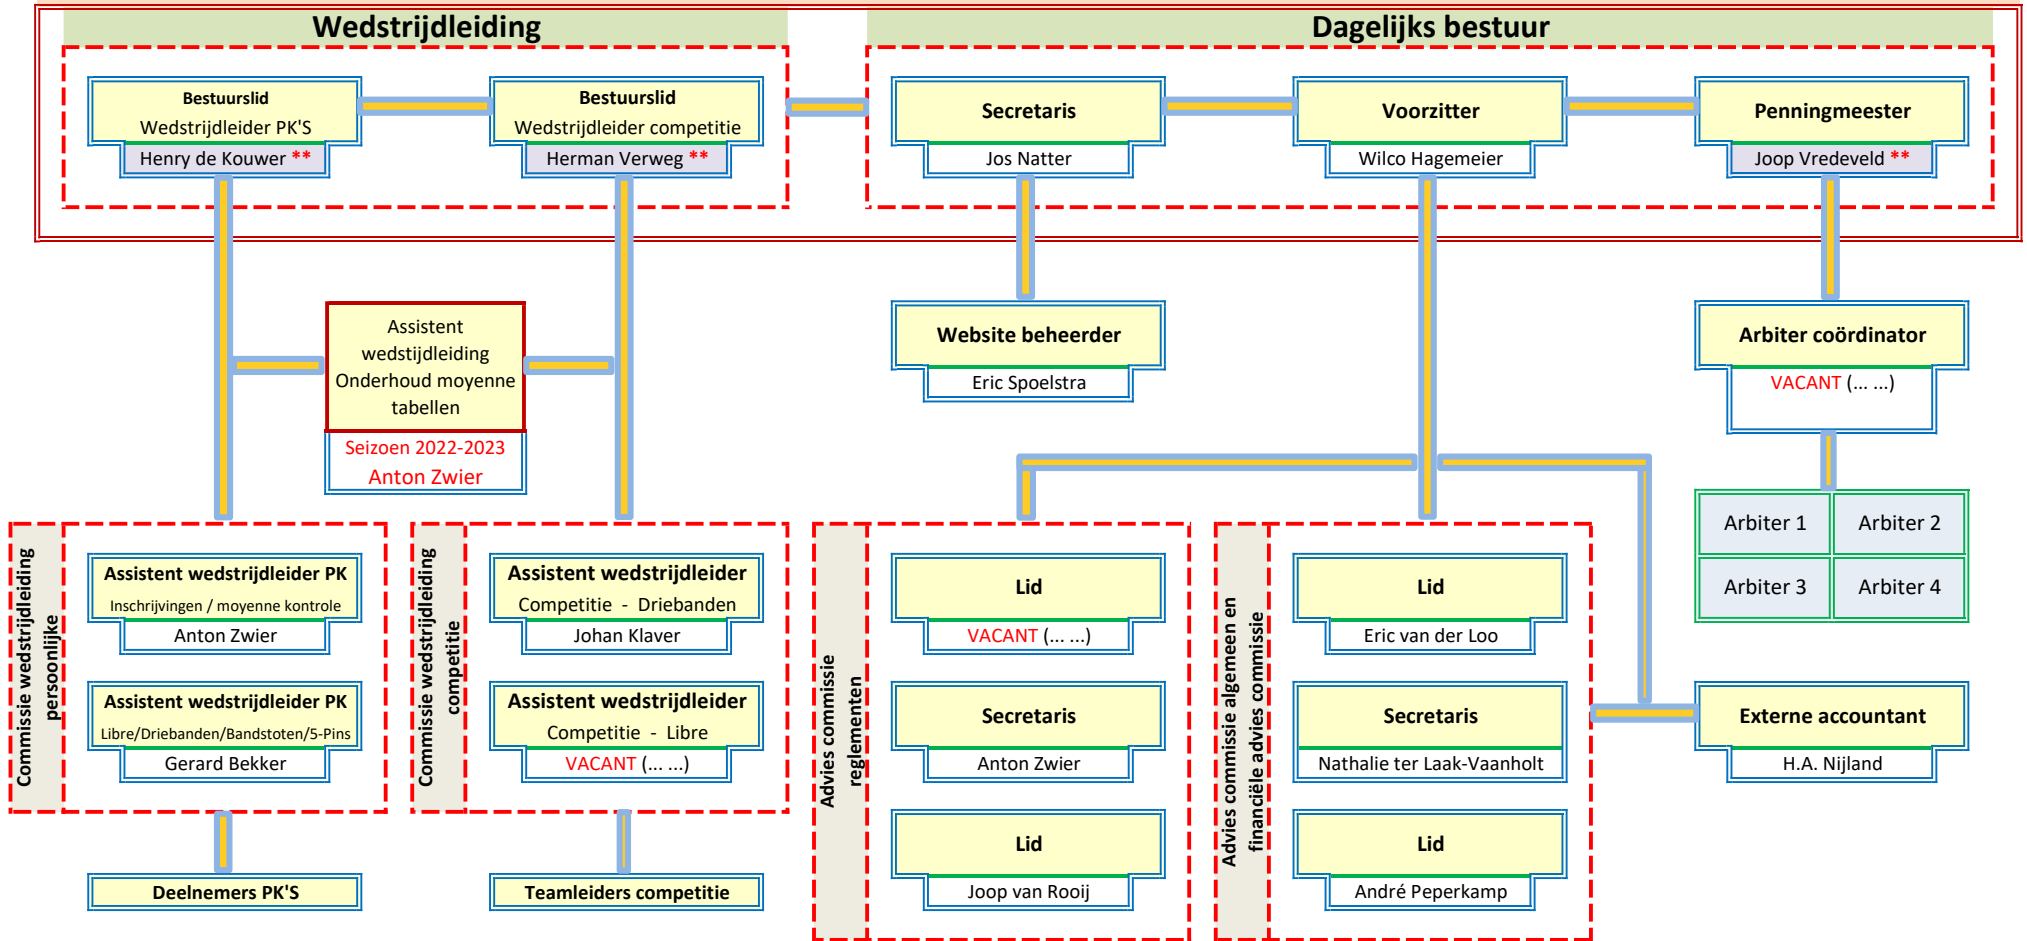 Wedstrijdleiding
Dagelijks bestuur
Bestuurslid
Wedstrijdleider PK'S
Henry de Kouwer **
Bestuurslid
Wedstrijdleider competitie
Herman Verweg **
Secretaris
Jos Natter
Voorzitter
Wilco Hagemeier
Penningmeester
Joop Vredeveld **
Assistent
wedstijdleiding
Onderhoud moyenne
tabellen
Seizoen 2022-2023
Anton Zwier
Website beheerder
Eric Spoelstra
Arbiter coördinator
VACANT (... ...)
Arbiter 1
Arbiter 2
Arbiter 3
Arbiter 4
Commissie wedstrijdleiding
persoonlijke
Assistent wedstrijdleider PK
Inschrijvingen / moyenne kontrole
Anton Zwier
Assistent wedstrijdleider PK
Libre/Driebanden/Bandstoten/5-Pins
Gerard Bekker
Deelnemers PK'S
Commissie wedstrijdleiding
competitie
Assistent wedstrijdleider
Competitie - Driebanden
Johan Klaver
Assistent wedstrijdleider
Competitie - Libre
VACANT (... ...)
Teamleiders competitie
Advies commissie
reglementen
Lid
VACANT (... ...)
Secretaris
Anton Zwier
Lid
Joop van Rooij
Advies commissie algemeen en
financiële advies commissie
Lid
Eric van der Loo
Secretaris
Nathalie ter Laak-Vaanholt
Lid
André Peperkamp
Externe accountant
H.A. Nijland